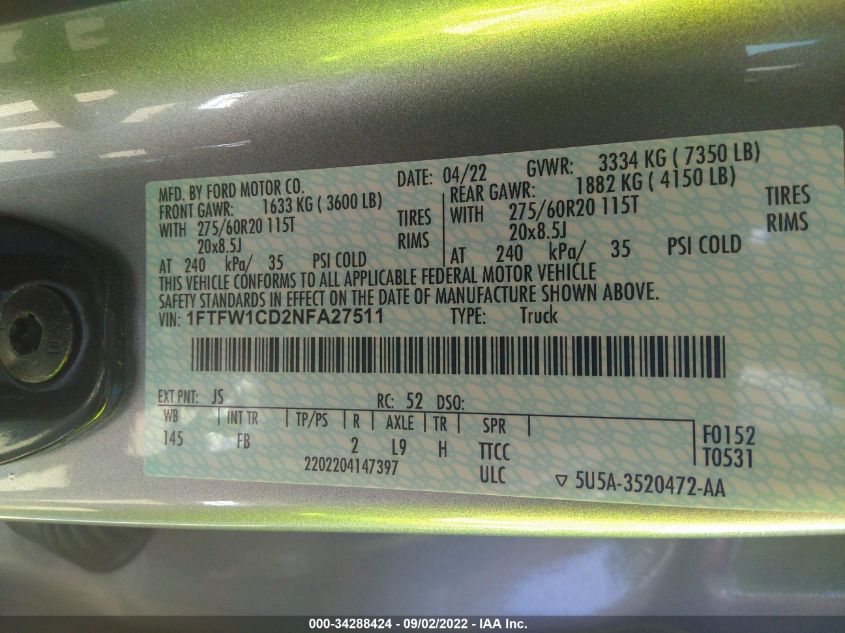 MFD. BY FORD MOTOR CO. DATE: 04/22 GVWR: 3334 KG ( 7350 LB)
FRONT GAWR: 1633 KG ( 3600 LB) REAR GAWR: 1882 KG ( 4150 LB)
WITH 275/60R20 115T TIRES WITH 275/60R20 115T TIRES
20x8.5J RIMS 20x8.5J RIMS
AT 240 kPa/ 35 PSI COLD AT 240 kPa/ 35 PSI COLD
THIS VEHICLE CONFORMS TO ALL APPLICABLE FEDERAL MOTOR VEHICLE
SAFETY STANDARDS IN EFFECT ON THE DATE OF MANUFACTURE SHOWN ABOVE.
VIN: 1FTFW1CD2NFA27511 TYPE: Truck
EXT PNT: JS RC: 52 DSO:
WB INT TR TP/PS R AXLE TR SPR
145 FB 2 L9 H TTCC F0152
2202204147397 ULC T0531
▽ 5U5A-3520472-AA
000-34288424 - 09/02/2022 - IAA Inc.